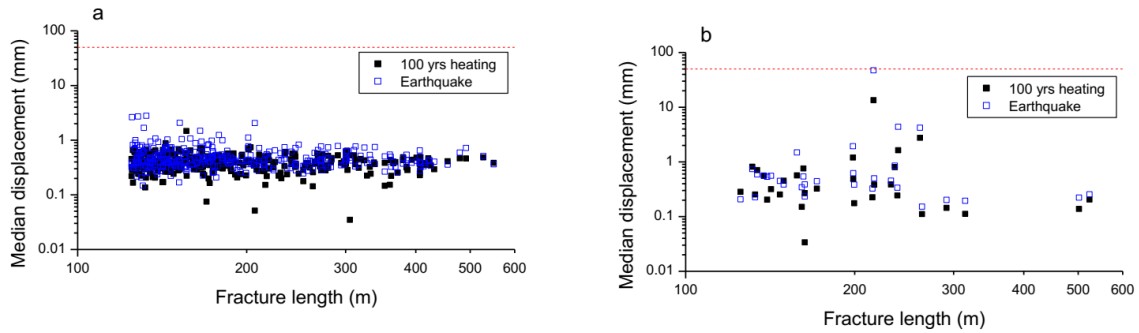 a
100
10
1
0.1
0.01
Median displacement (mm)
100 yrs heating
Earthquake
100
200
300
400
500
600
Fracture length (m)
b
100
10
1
0.1
0.01
Median displacement (mm)
100 yrs heating
Earthquake
100
200
300
400
500
600
Fracture length (m)